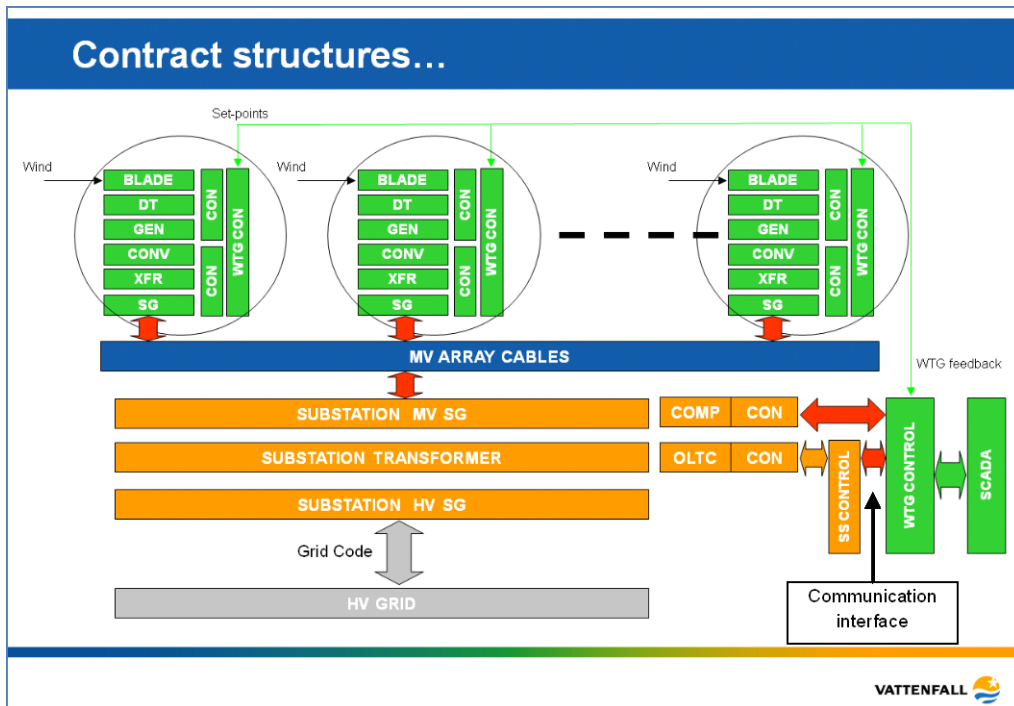 Contract structures…
Set-points
Wind
Wind
Wind
BLADE
DT
GEN
CONV
XFR
SG
CON
CON
WTG CON
BLADE
DT
GEN
CONV
XFR
SG
CON
CON
WTG CON
BLADE
DT
GEN
CONV
XFR
SG
CON
CON
WTG CON
MV ARRAY CABLES
WTG feedback
SUBSTATION MV SG
COMP CON
SUBSTATION TRANSFORMER
OLTC CON
SS CONTROL
WTG CONTROL
SCADA
SUBSTATION HV SG
Grid Code
HV GRID
Communication
interface
VATTENFALL